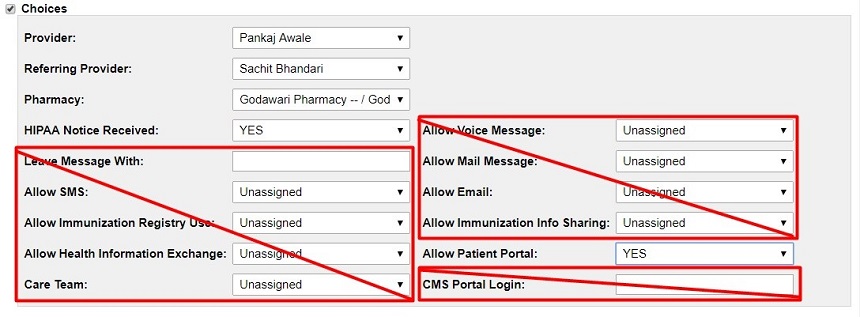 Choices
Provider: Pankaj Awale
Referring Provider: Sachit Bhandari
Pharmacy: Godawari Pharmacy -- / God
HIPAA Notice Received: YES Allow Voice Message: Unassigned
Leave Message With: Allow Mail Message: Unassigned
Allow SMS: Unassigned Allow Email: Unassigned
Allow Immunization Registry Use: Unassigned Allow Immunization Info Sharing: Unassigned
Allow Health Information Exchange: Unassigned Allow Patient Portal: YES
Care Team: Unassigned CMS Portal Login: